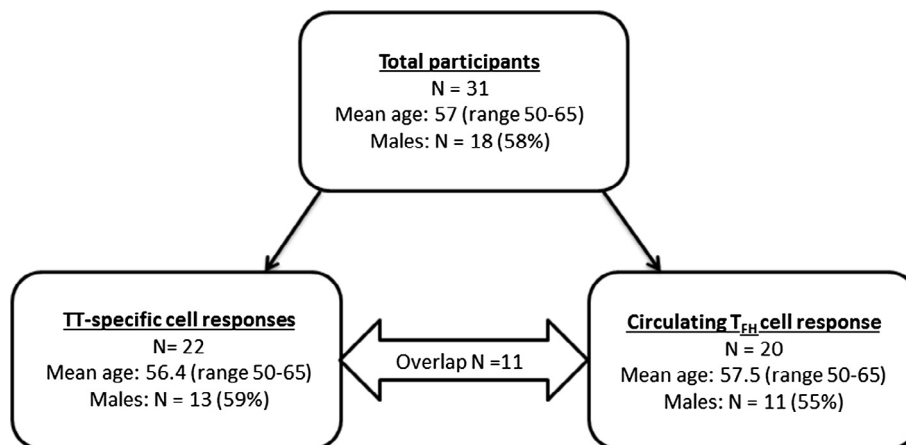 Total participants
N = 31
Mean age: 57 (range 50-65)
Males: N = 18 (58%)
TT-specific cell responses
N= 22
Mean age: 56.4 (range 50-65)
Males: N = 13 (59%)
Overlap N =11
Circulating TFH cell response
N = 20
Mean age: 57.5 (range 50-65)
Males: N = 11 (55%)